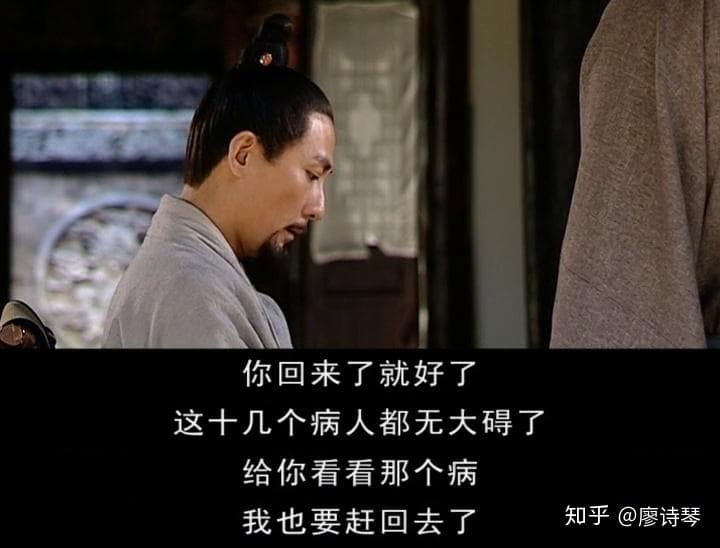 你回来了就好了
这十几个病人都无大碍了
给你看看那个病
我也要赶回去了
知乎 @廖诗琴